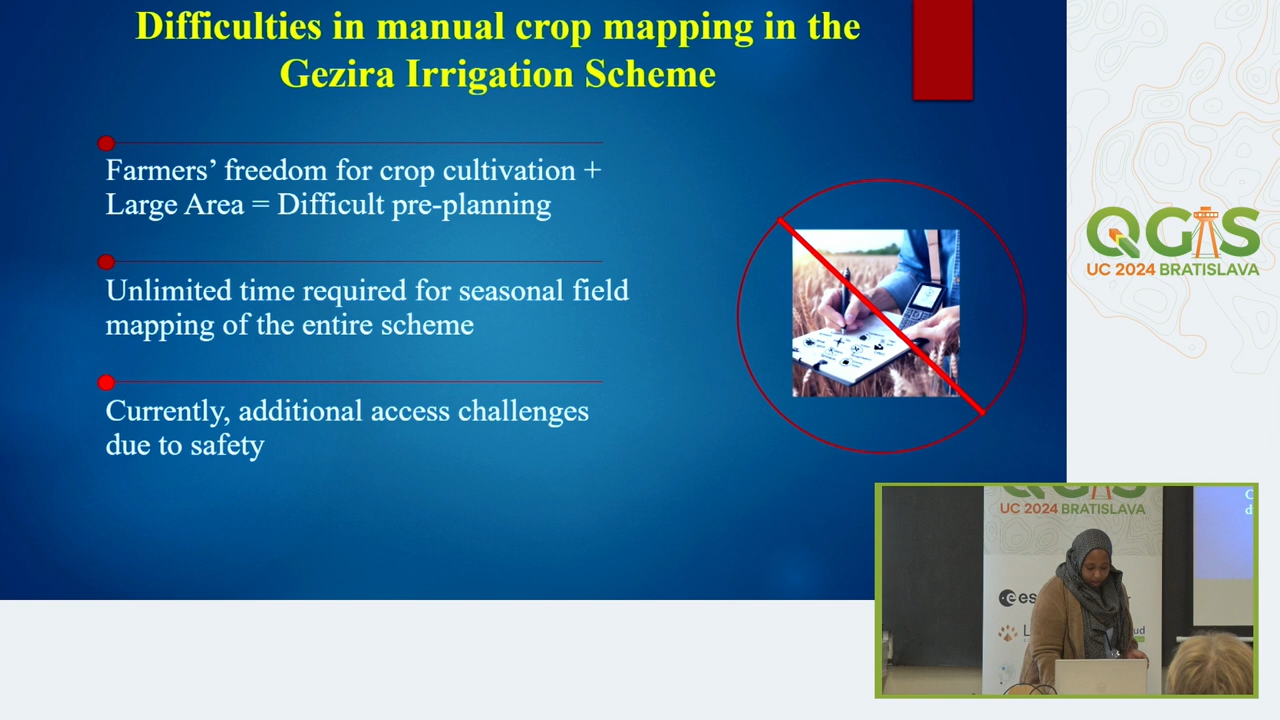 Difficulties in manual crop mapping in the
Gezira Irrigation Scheme
Farmers’ freedom for crop cultivation +
Large Area = Difficult pre-planning
Unlimited time required for seasonal field
mapping of the entire scheme
Currently, additional access challenges
due to safety
QGIS
UC 2024 BRATISLAVA
UC 2024 BRATISLAVA